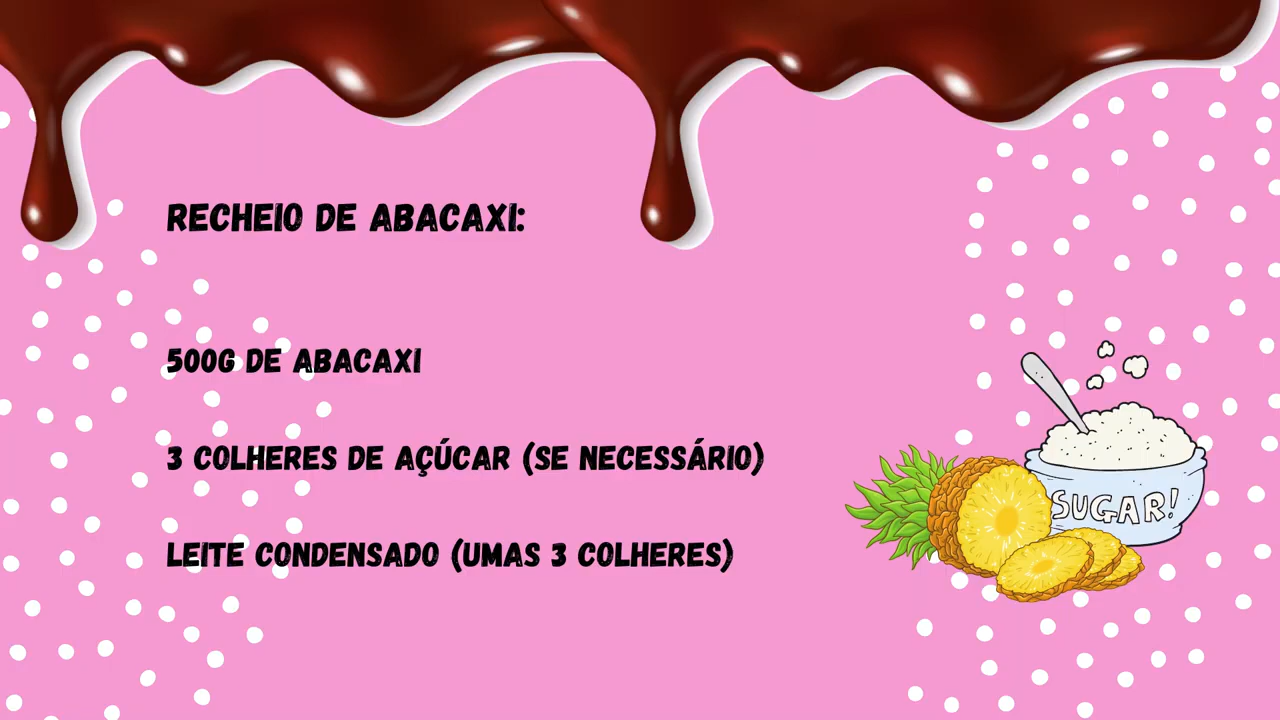 RECHEIO DE ABACAXI:
500G DE ABACAXI
3 COLHERES DE AÇÚCAR (SE NECESSÁRIO)
LEITE CONDENSADO (UMAS 3 COLHERES)
SUGAR!